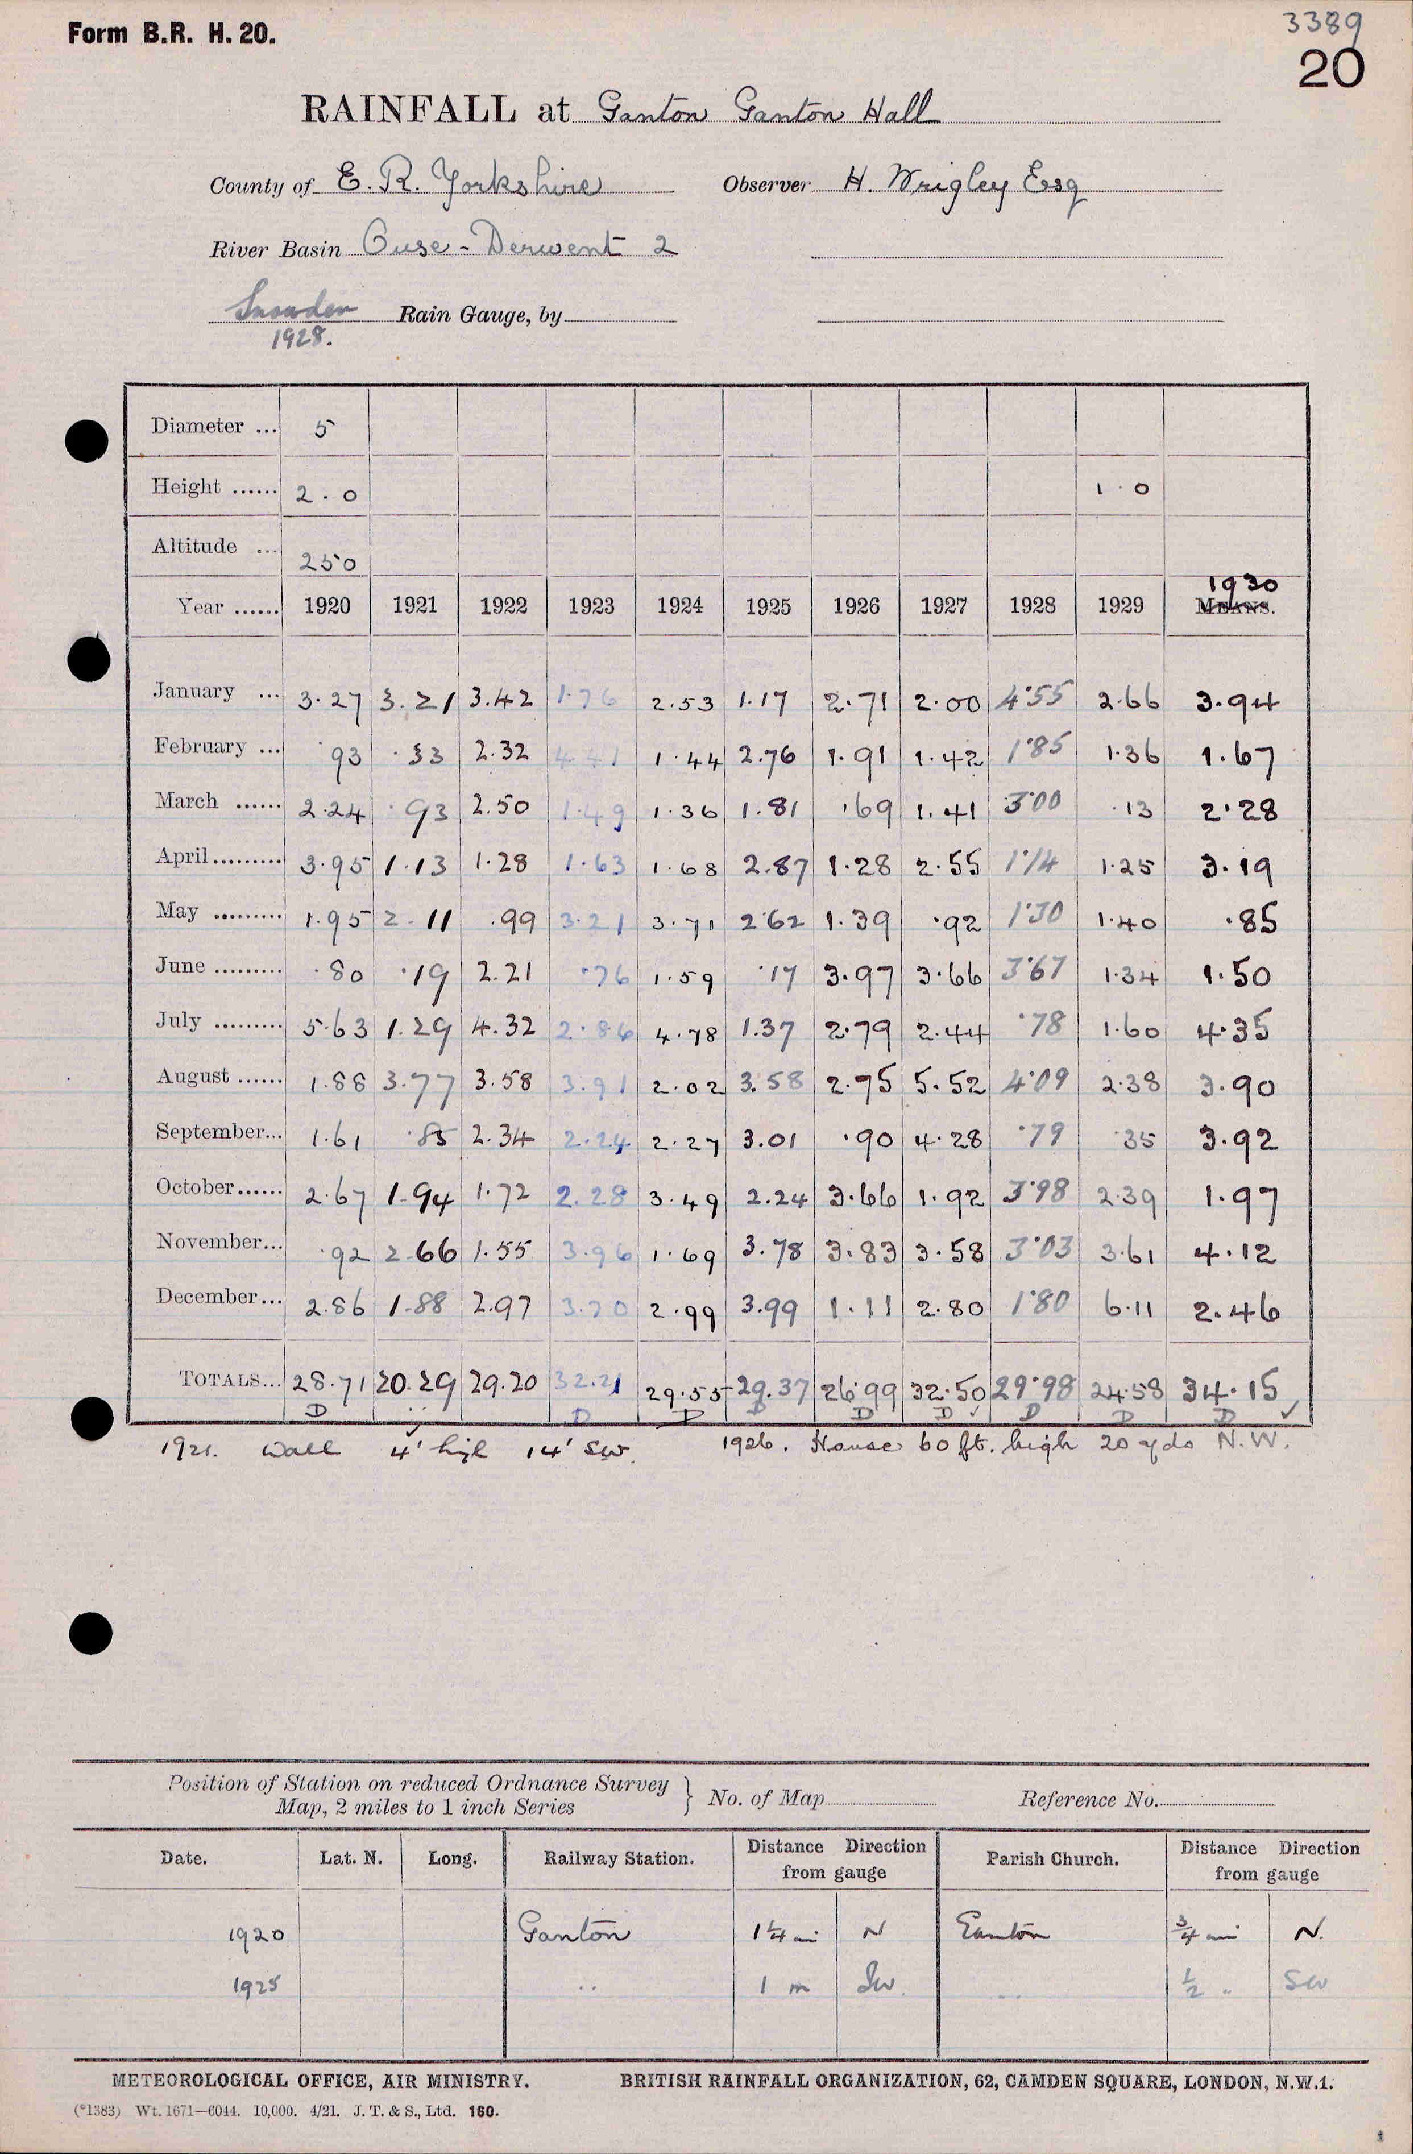 Form B.R. H. 20.
3389
20
RAINFALL at Ganton Ganton Hall
County of E. R. Yorkshire Observer H. Wrigley Esq
River Basin Ouse - Derwent 2
Snowdon Rain Gauge, by
1928.
Diameter ... 5
Height ...... 2.0 1.0
Altitude ... 250
1930
Year ...... 1920 1921 1922 1923 1924 1925 1926 1927 1928 1929 MEANS.
January ... 3.27 3.21 3.42 1.76 2.53 1.17 2.71 2.00 4.55 2.66 3.94
February ... .93 .33 2.32 4.41 1.44 2.76 1.91 1.42 1.85 1.36 1.67
March ...... 2.24 .93 2.50 1.49 1.36 1.81 .69 1.41 3.00 .13 2.28
April ......... 3.95 1.13 1.28 1.63 1.68 2.87 1.28 2.55 1.14 1.25 3.19
May ......... 1.95 2.11 .99 3.21 3.71 2.62 1.39 .92 1.30 1.40 .85
June ......... .80 .19 2.21 .76 1.59 .17 3.97 3.66 3.67 1.34 1.50
July ......... 5.63 1.29 4.32 2.86 4.78 1.37 2.79 2.44 .78 1.60 4.35
August ...... 1.88 3.77 3.58 3.91 2.02 3.58 2.75 5.52 4.09 2.38 3.90
September... 1.61 .85 2.34 2.24 2.27 3.01 .90 4.28 .79 .35 3.92
October...... 2.67 1.94 1.72 2.28 3.49 2.24 3.66 1.92 3.98 2.39 1.97
November... .92 2.66 1.55 3.96 1.69 3.78 3.83 3.58 3.03 3.61 4.12
December... 2.86 1.88 2.97 3.70 2.99 3.99 1.11 2.80 1.80 6.11 2.46
TOTALS... 28.71 20.29 29.20 32.21 29.55 29.37 26.99 32.50 29.98 24.58 34.15
D D D D D D ✓ D D D ✓
1921. Wall 4' high 14' SW. 1926. House 60 ft. high 20 yds N.W.
Position of Station on reduced Ordnance Survey
Map, 2 miles to 1 inch Series } No. of Map Reference No.
Date. Lat. N. Long. Railway Station. Distance Direction from gauge Parish Church. Distance Direction from gauge
1920 Ganton 1¼ mi N Ganton ¾ mi N.
1925 .. 1 m SW. .. ½ " SW
METEOROLOGICAL OFFICE, AIR MINISTRY. BRITISH RAINFALL ORGANIZATION, 62, CAMDEN SQUARE, LONDON, N.W.1.
(*1383) Wt. 1671—6044. 10,000. 4/21. J. T. & S., Ltd. 160.